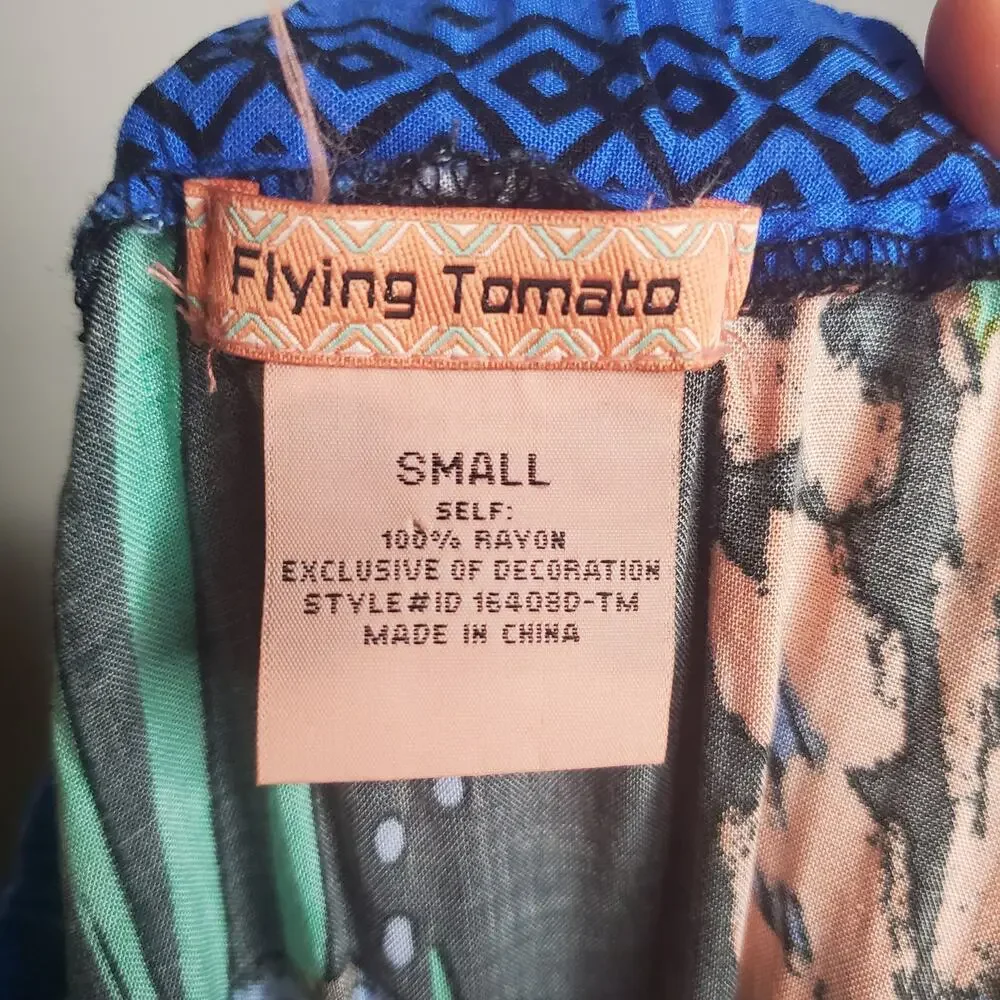 Flying Tomato
SMALL
SELF:
100% RAYON
EXCLUSIVE OF DECORATION
STYLE#ID 16408D-TM
MADE IN CHINA